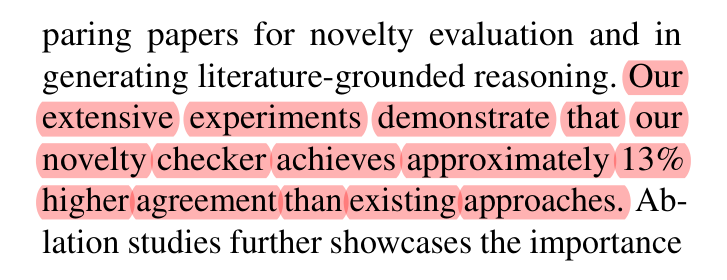 paring papers for novelty evaluation and in
generating literature-grounded reasoning. Our
extensive experiments demonstrate that our
novelty checker achieves approximately 13%
higher agreement than existing approaches. Ab-
lation studies further showcases the importance